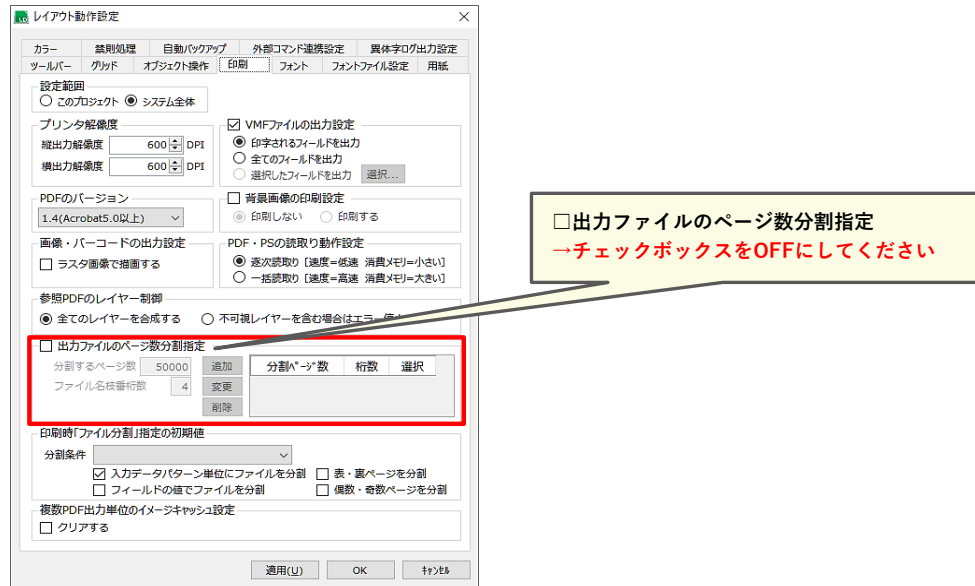 レイアウト動作設定
カラー 禁則処理 自動バックアップ 外部コマンド連携設定 異体字ログ出力設定
ツールバー グリッド オブジェクト操作 印刷 フォント フォントファイル設定 用紙
設定範囲
このプロジェクト システム全体
プリンタ解像度
縦出力解像度 600 DPI
横出力解像度 600 DPI
VMFファイルの出力設定
印字されるフィールドを出力
全てのフィールドを出力
選択したフィールドを出力 選択...
PDFのバージョン
1.4(Acrobat5.0以上)
背景画像の印刷設定
印刷しない 印刷する
画像・バーコードの出力設定
ラスタ画像で描画する
PDF・PSの読取り動作設定
逐次読取り [速度=低速 消費メモリ=小さい]
一括読取り [速度=高速 消費メモリ=大きい]
参照PDFのレイヤー制御
全てのレイヤーを合成する 不可視レイヤーを含む場合はエラー
出力ファイルのページ数分割指定
分割するページ数 50000 追加
ファイル名枝番桁数 4 変更
削除
分割ﾍﾟｰｼﾞ数 桁数 選択
印刷時「ファイル分割」指定の初期値
分割条件
入力データパターン単位にファイルを分割 表・裏ページを分割
フィールドの値でファイルを分割 偶数・奇数ページを分割
複数PDF出力単位のイメージキャッシュ設定
クリアする
適用(U) OK ｷｬﾝｾﾙ
□出力ファイルのページ数分割指定
→チェックボックスをOFFにしてください